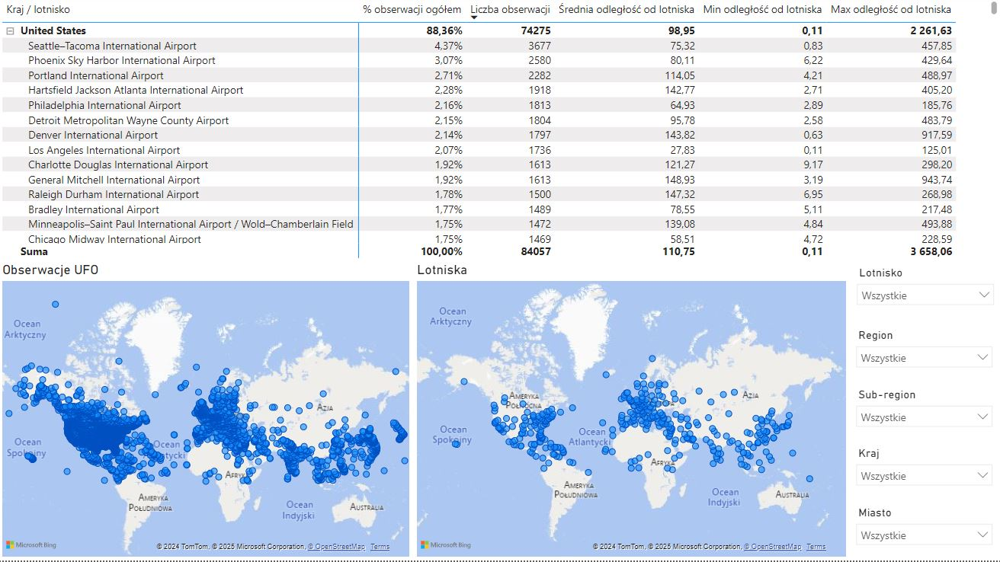 Kraj / lotnisko % obserwacji ogółem Liczba obserwacji Średnia odległość od lotniska Min odległość od lotniska Max odległość od lotniska
United States 88,36% 74275 98,95 0,11 2 261,63
Seattle–Tacoma International Airport 4,37% 3677 75,32 0,83 457,85
Phoenix Sky Harbor International Airport 3,07% 2580 80,11 6,22 429,64
Portland International Airport 2,71% 2282 114,05 4,21 488,97
Hartsfield Jackson Atlanta International Airport 2,28% 1918 142,77 2,71 405,20
Philadelphia International Airport 2,16% 1813 64,93 2,89 185,76
Detroit Metropolitan Wayne County Airport 2,15% 1804 95,78 2,58 483,79
Denver International Airport 2,14% 1797 143,82 0,63 917,59
Los Angeles International Airport 2,07% 1736 27,83 0,11 125,01
Charlotte Douglas International Airport 1,92% 1613 121,27 9,17 298,20
General Mitchell International Airport 1,92% 1613 148,93 3,19 943,74
Raleigh Durham International Airport 1,78% 1500 147,32 6,95 268,98
Bradley International Airport 1,77% 1489 78,55 5,11 217,48
Minneapolis–Saint Paul International Airport / Wold–Chamberlain Field 1,75% 1472 139,08 4,84 493,88
Chicago Midway International Airport 1,75% 1469 58,51 4,72 228,59
Suma 100,00% 84057 110,75 0,11 3 658,06
Obserwacje UFO
Ocean
Arktyczny
Azja
Ocean
Spokojny
Ocean
Atlantycki
Afryka
Ameryka
Południowa
Ocean
Indyjski
Australia
Microsoft Bing
© 2024 TomTom, © 2025 Microsoft Corporation, © OpenStreetMap Terms
Lotniska
Ocean
Arktyczny
Ameryka
Północna
Azja
Ocean
Spokojny
Ocean
Atlantycki
Afryka
Ameryka
Południowa
Ocean
Indyjski
Australia
Microsoft Bing
© 2024 TomTom, © 2025 Microsoft Corporation, © OpenStreetMap Terms
Lotnisko
Wszystkie
Region
Wszystkie
Sub-region
Wszystkie
Kraj
Wszystkie
Miasto
Wszystkie